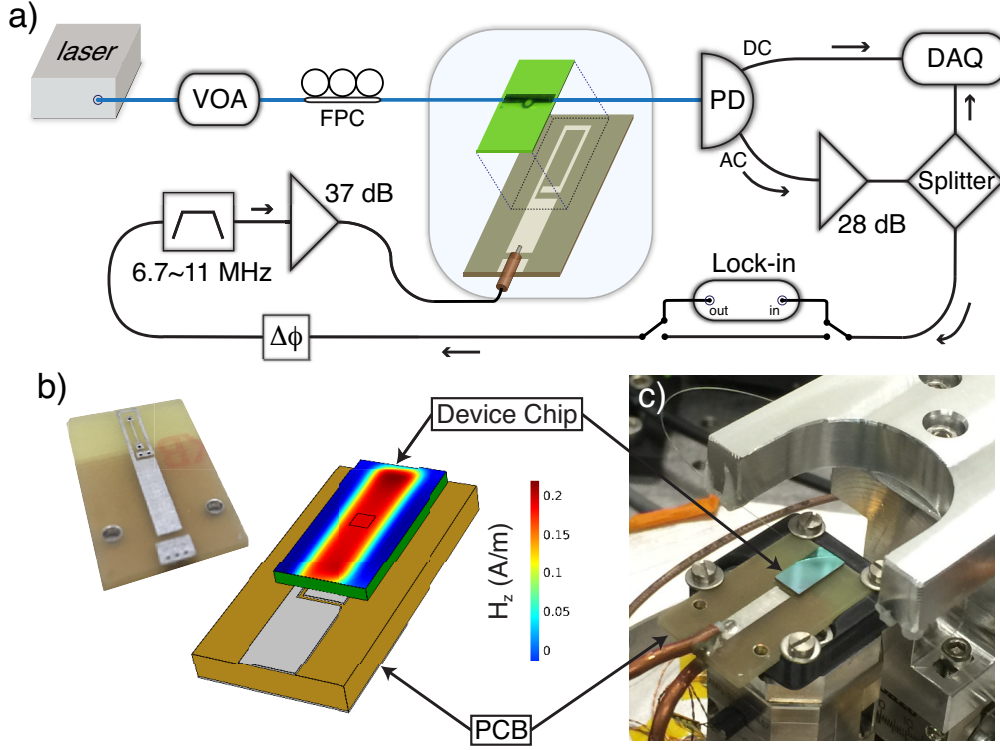 a)
laser
VOA
FPC
PD
DC
AC
DAQ
Splitter
28 dB
37 dB
6.7~11 MHz
Lock-in
out
in
Δϕ
b)
Device Chip
c)
0.2
0.15
0.1
0.05
0
H_z (A/m)
PCB